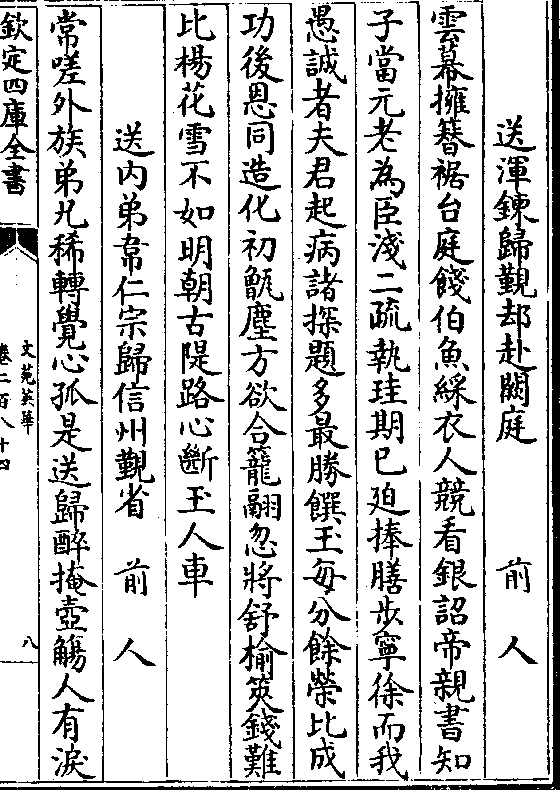 送渾鍊歸覲却赴闕庭　前人
雲幕擁簪裾台庭餞伯魚綵衣人競看銀詔帝親書知
子當元老為臣淺二疏執珪期已廹捧膳步寧徐而我
愚誠者夫君起病諸探題多最勝饌玉每分餘榮比成
功後恩同造化初甑塵方欲合籠翮忽將舒榆莢錢難
比楊花雪不如明朝古隄路心斷玉人車
送内弟韋仁宗歸信州覲省　前人
常嗟外族弟兄稀轉覺心孤是送歸醉掩壺觴人有淚
欽定四庫全書
文苑英華
卷二百八十四
八